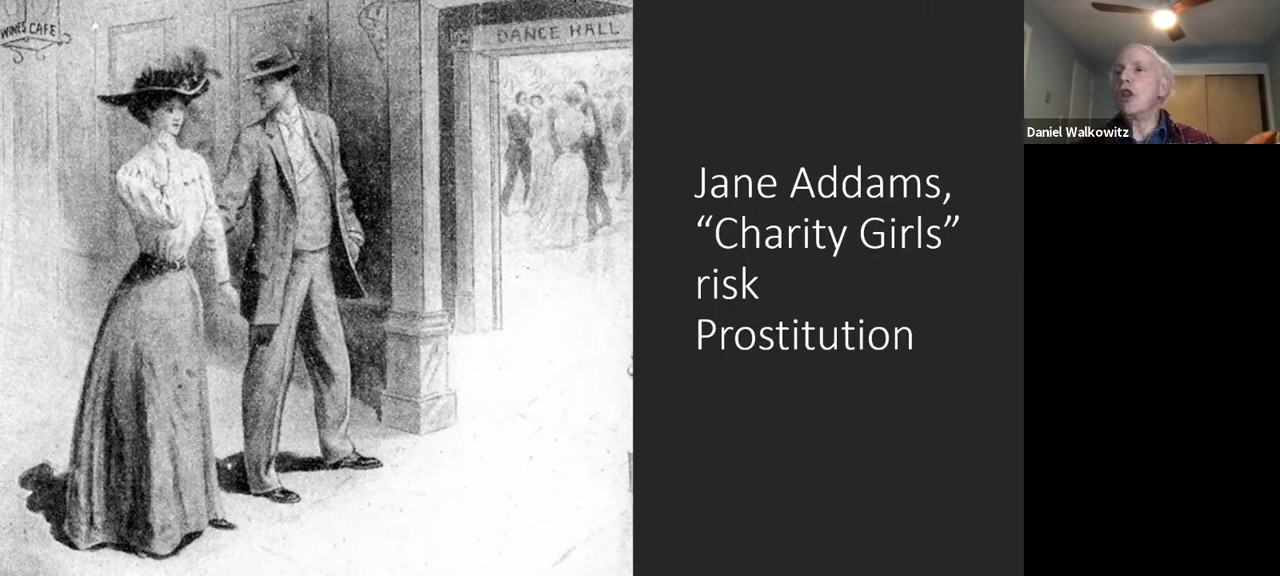 WINES CAFE
DANCE HALL
Jane Addams,
“Charity Girls”
risk
Prostitution
Daniel Walkowitz